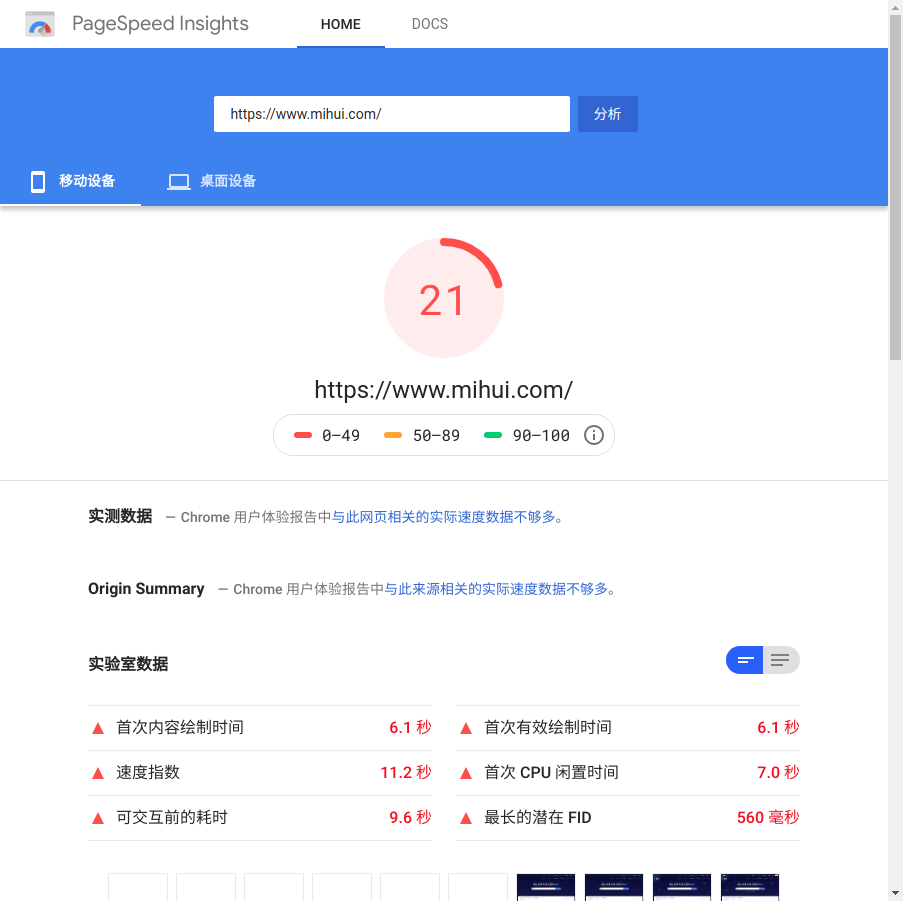 PageSpeed Insights
HOME
DOCS
https://www.mihui.com/
分析
移动设备
桌面设备
21
https://www.mihui.com/
0–49
50–89
90–100
实测数据 — Chrome 用户体验报告中与此网页相关的实际速度数据不够多。
Origin Summary — Chrome 用户体验报告中与此来源相关的实际速度数据不够多。
实验室数据
首次内容绘制时间 6.1 秒
首次有效绘制时间 6.1 秒
速度指数 11.2 秒
首次 CPU 闲置时间 7.0 秒
可交互前的耗时 9.6 秒
最长的潜在 FID 560 毫秒